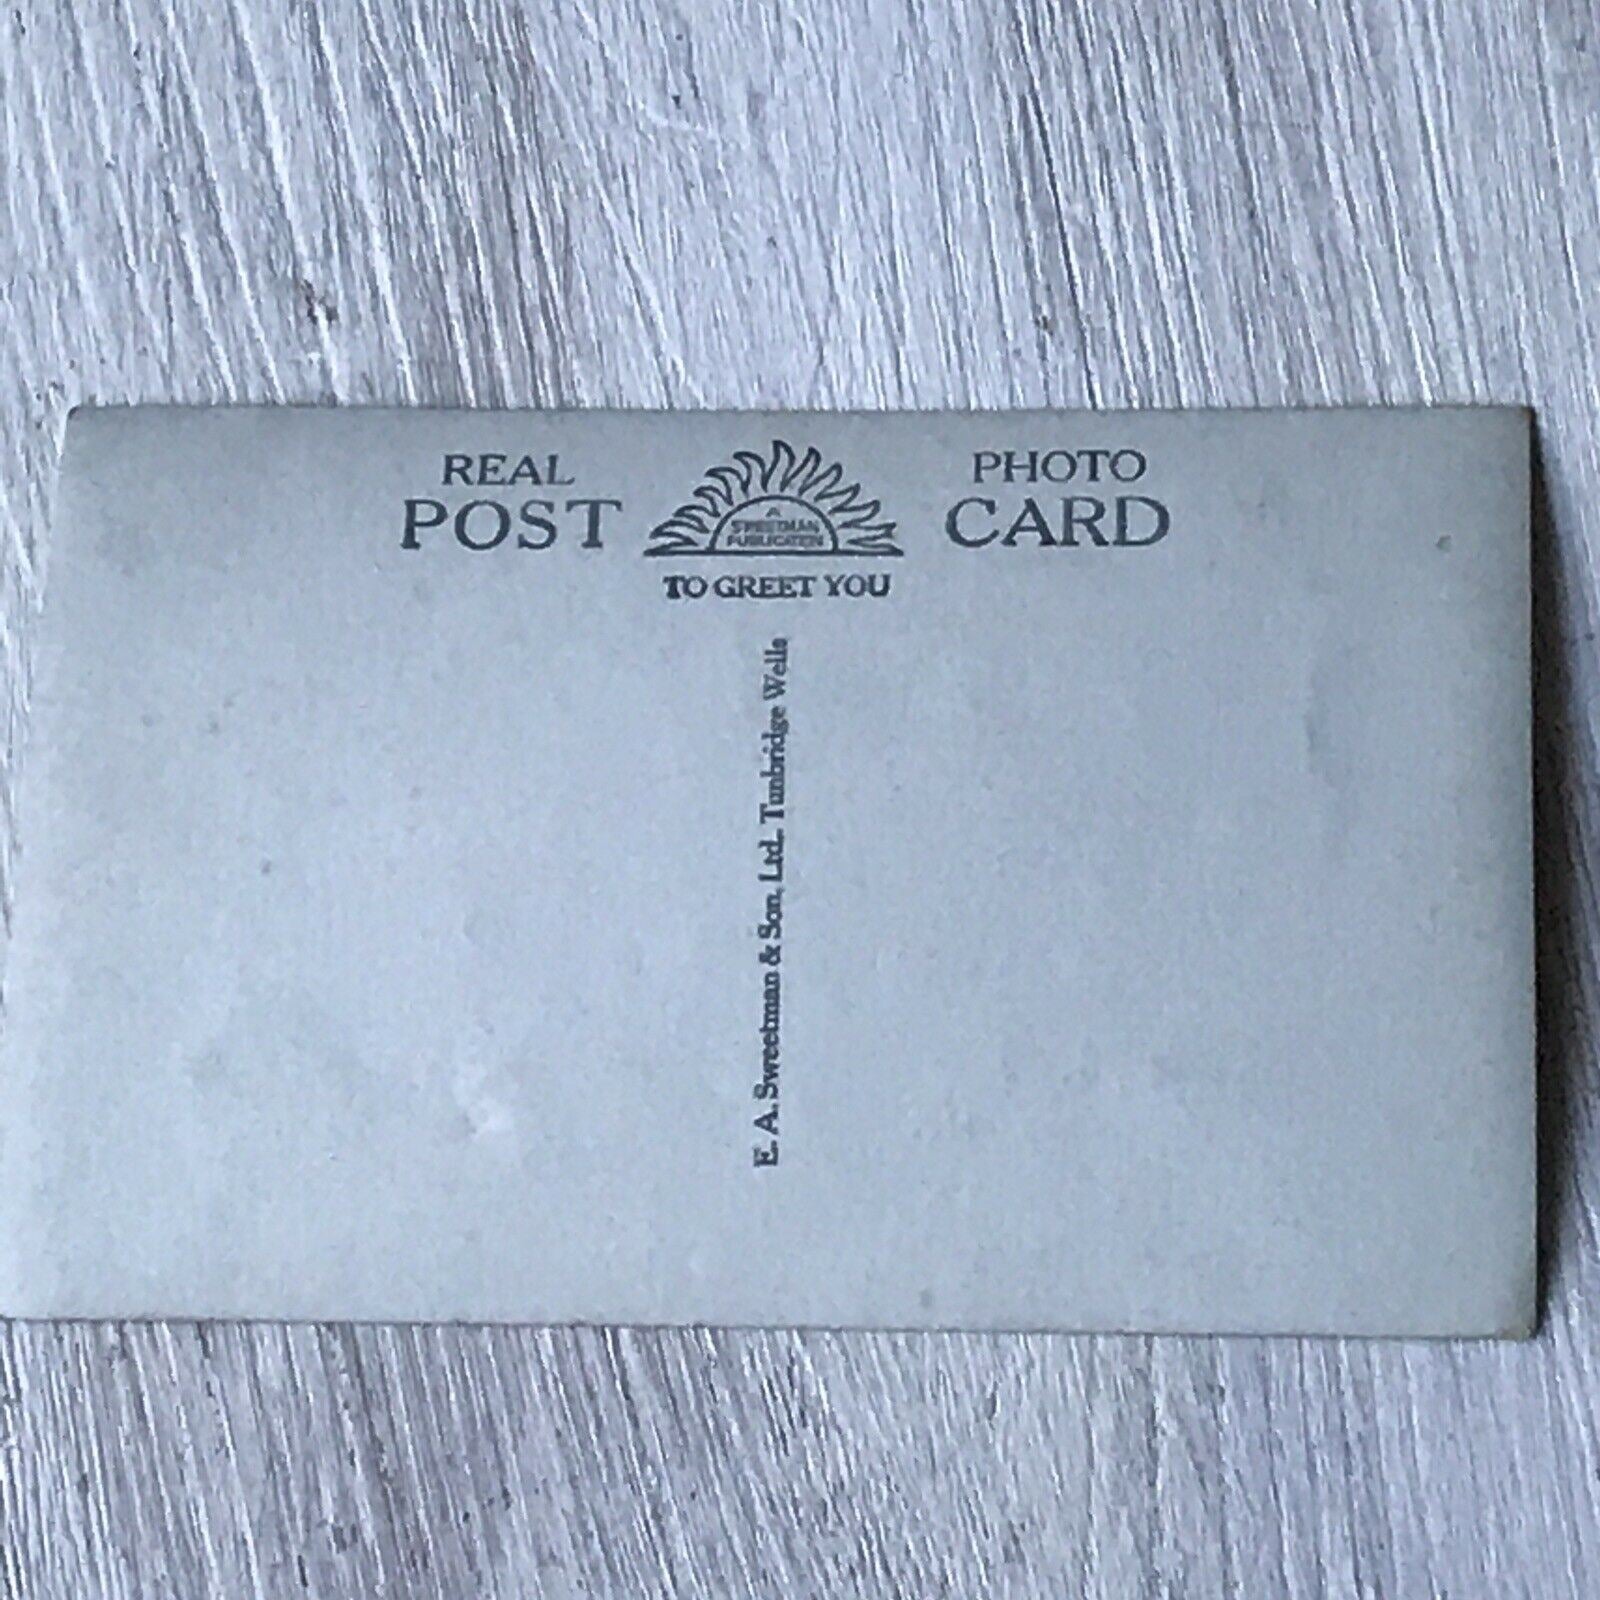 REAL PHOTO
POST CARD
A
SWEETMAN
PUBLICATION
TO GREET YOU
E. A. Sweetman & Son, Ltd., Tunbridge Wells